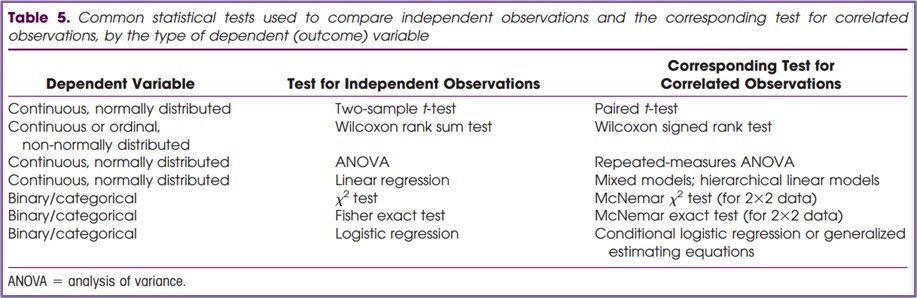 Table 5. Common statistical tests used to compare independent observations and the corresponding test for correlated
observations, by the type of dependent (outcome) variable
Dependent Variable Test for Independent Observations Corresponding Test for Correlated Observations
Continuous, normally distributed Two-sample t-test Paired t-test
Continuous or ordinal, Wilcoxon rank sum test Wilcoxon signed rank test
non-normally distributed
Continuous, normally distributed ANOVA Repeated-measures ANOVA
Continuous, normally distributed Linear regression Mixed models; hierarchical linear models
Binary/categorical χ² test McNemar χ² test (for 2×2 data)
Binary/categorical Fisher exact test McNemar exact test (for 2×2 data)
Binary/categorical Logistic regression Conditional logistic regression or generalized
estimating equations
ANOVA = analysis of variance.